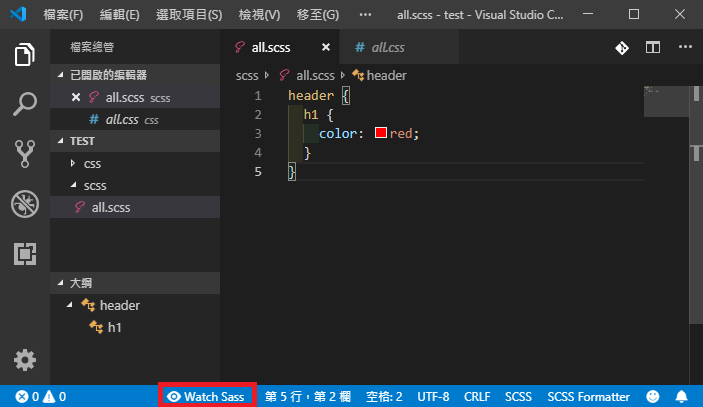 檔案(F) 編輯(E) 選取項目(S) 檢視(V) 移至(G) ··· all.scss - test - Visual Studio C...
檔案總管
已開啟的編輯器
all.scss scss
all.css css
TEST
css
scss
all.scss
大綱
header
h1
all.scss all.css
scss all.scss header
1 header {
2 h1 {
3 color: red;
4 }
5 }
0 0 Watch Sass 第 5 行，第 2 欄 空格: 2 UTF-8 CRLF SCSS SCSS Formatter